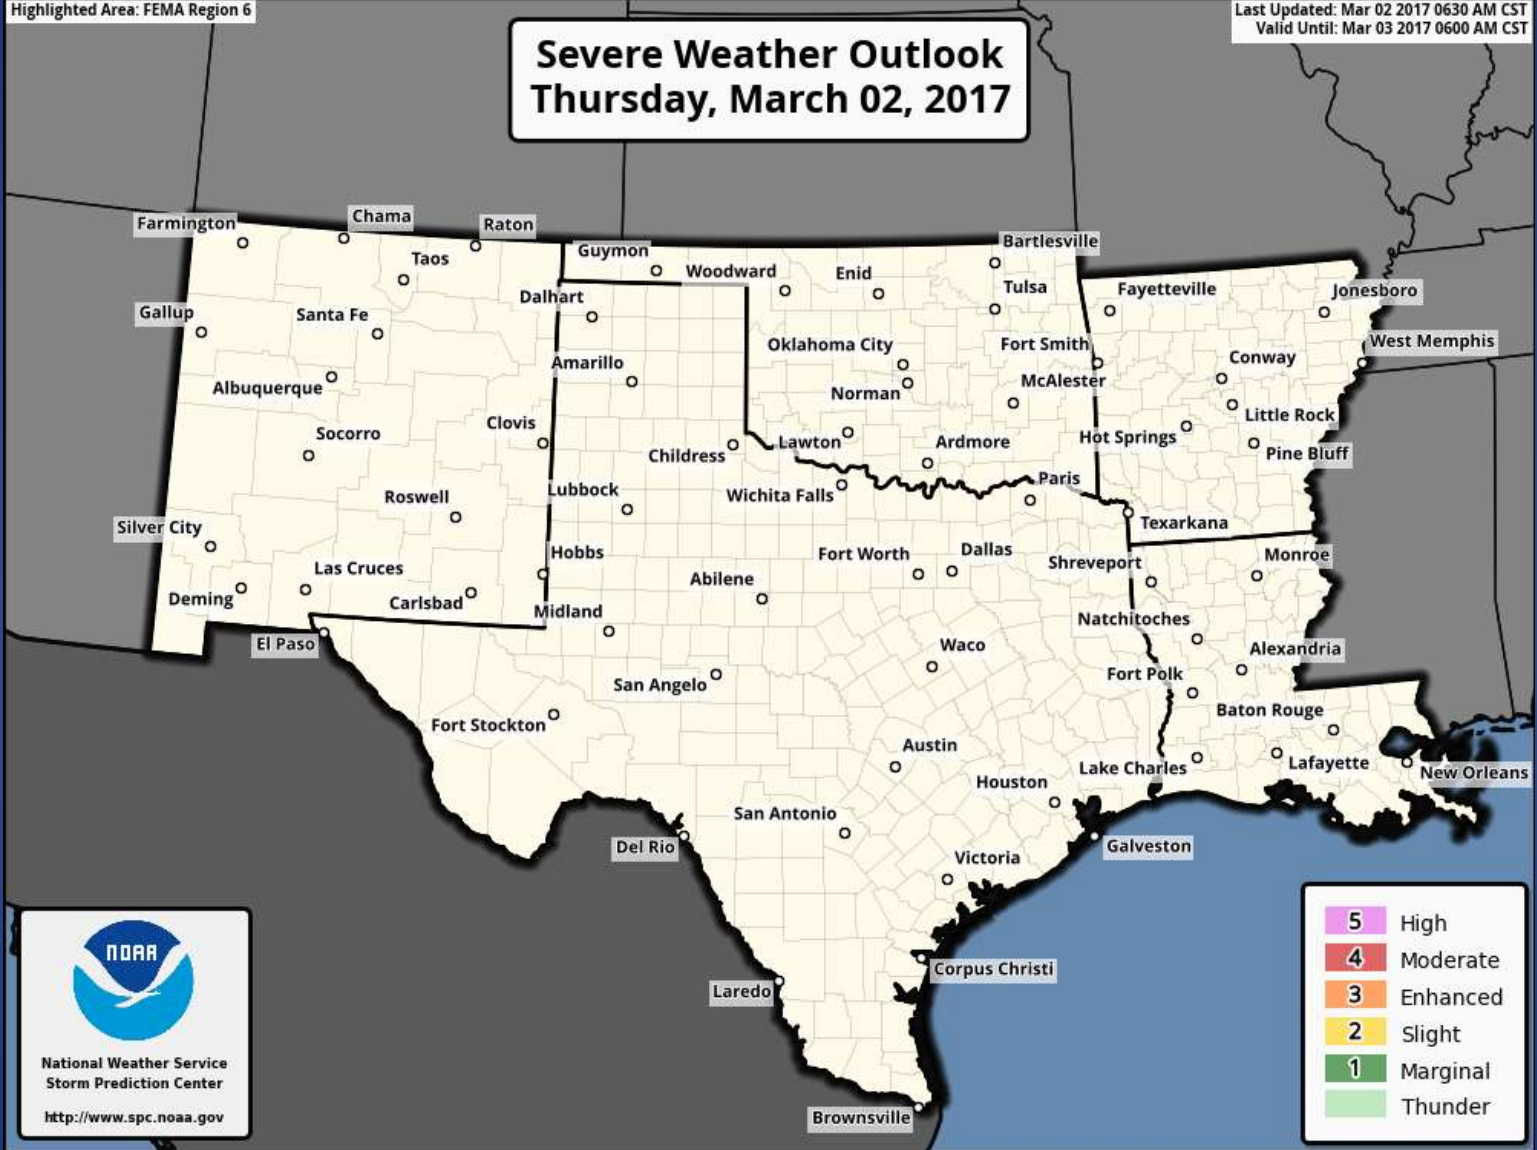 Highlighted Area: FEMA Region 6
Last Updated: Mar 02 2017 0630 AM CST
Valid Until: Mar 03 2017 0600 AM CST
Severe Weather Outlook
Thursday, March 02, 2017
Farmington
Chama
Raton
Taos
Guymon
Woodward
Enid
Bartlesville
Tulsa
Fayetteville
Jonesboro
Gallup
Santa Fe
Dalhart
Oklahoma City
Fort Smith
West Memphis
Albuquerque
Amarillo
Norman
McAlester
Conway
Little Rock
Socorro
Clovis
Childress
Lawton
Ardmore
Hot Springs
Pine Bluff
Roswell
Lubbock
Wichita Falls
Paris
Texarkana
Silver City
Las Cruces
Hobbs
Fort Worth
Dallas
Shreveport
Monroe
Deming
Carlsbad
Abilene
Midland
Natchitoches
El Paso
San Angelo
Waco
Alexandria
Fort Polk
Fort Stockton
Baton Rouge
Austin
Houston
Lake Charles
Lafayette
New Orleans
San Antonio
Del Rio
Victoria
Galveston
Corpus Christi
Laredo
Brownsville
NOAA
National Weather Service
Storm Prediction Center
http://www.spc.noaa.gov
5 High
4 Moderate
3 Enhanced
2 Slight
1 Marginal
Thunder